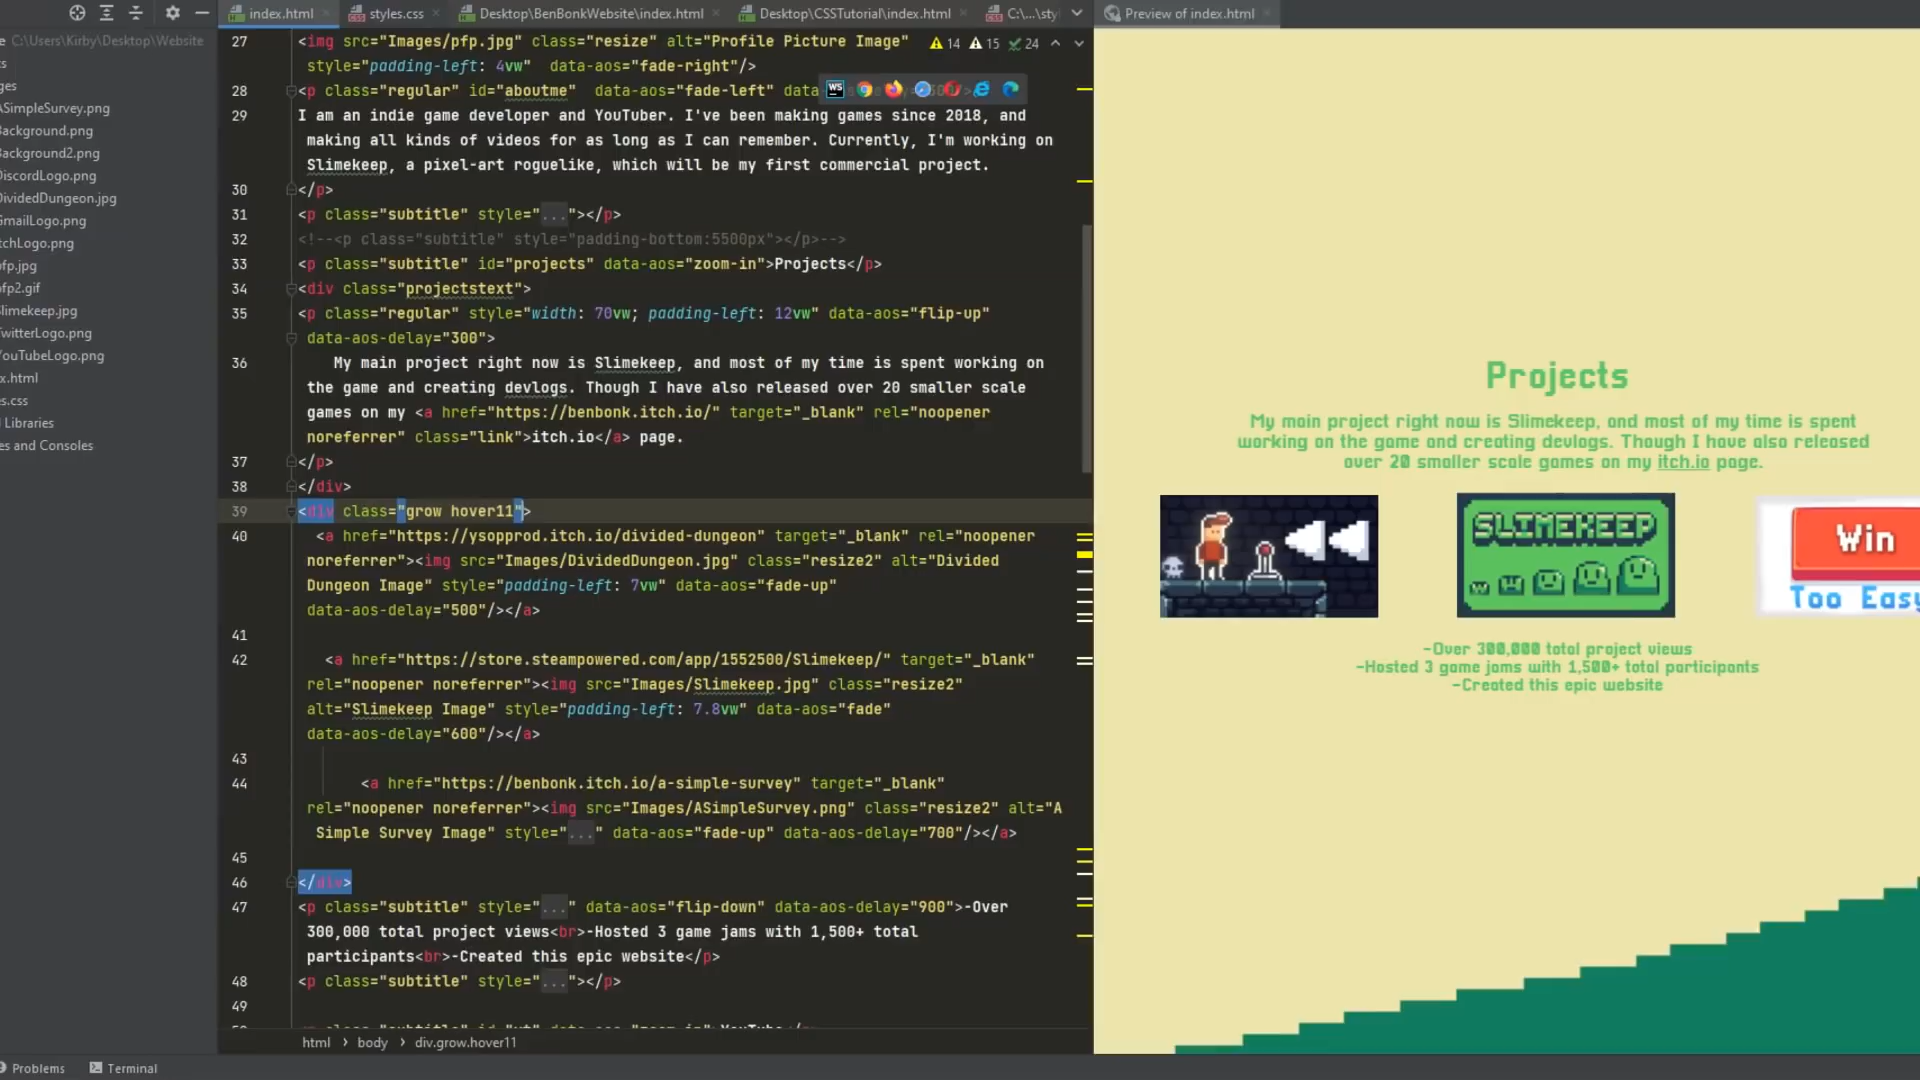 index.html
styles.css
Desktop\BenBonkWebsite\index.html
Desktop\CSSTutorial\index.html
C:\...\sty
Preview of index.html
C:\Users\Kirby\Desktop\Website
ASimpleSurvey.png
Background.png
Background2.png
DiscordLogo.png
DividedDungeon.jpg
GmailLogo.png
tchLogo.png
pfp.jpg
pfp2.gif
Slimekeep.jpg
TwitterLogo.png
YouTubeLogo.png
x.html
s.css
Libraries
es and Consoles
14 15 24
27 <img src="Images/pfp.jpg" class="resize" alt="Profile Picture Image"
style="padding-left: 4vw" data-aos="fade-right"/>
28 <p class="regular" id="aboutme" data-aos="fade-left" data
29 I am an indie game developer and YouTuber. I've been making games since 2018, and
making all kinds of videos for as long as I can remember. Currently, I'm working on
Slimekeep, a pixel-art roguelike, which will be my first commercial project.
30 </p>
31 <p class="subtitle" style="..."></p>
32 <!--<p class="subtitle" style="padding-bottom:5500px"></p>-->
33 <p class="subtitle" id="projects" data-aos="zoom-in">Projects</p>
34 <div class="projectstext">
35 <p class="regular" style="width: 70vw; padding-left: 12vw" data-aos="flip-up"
data-aos-delay="300">
36 My main project right now is Slimekeep, and most of my time is spent working on
the game and creating devlogs. Though I have also released over 20 smaller scale
games on my <a href="https://benbonk.itch.io/" target="_blank" rel="noopener
noreferrer" class="link">itch.io</a> page.
37 </p>
38 </div>
39 <div class="grow hover11">
40 <a href="https://ysopprod.itch.io/divided-dungeon" target="_blank" rel="noopener
noreferrer"><img src="Images/DividedDungeon.jpg" class="resize2" alt="Divided
Dungeon Image" style="padding-left: 7vw" data-aos="fade-up"
data-aos-delay="500"/></a>
41
42 <a href="https://store.steampowered.com/app/1552500/Slimekeep/" target="_blank"
rel="noopener noreferrer"><img src="Images/Slimekeep.jpg" class="resize2"
alt="Slimekeep Image" style="padding-left: 7.8vw" data-aos="fade"
data-aos-delay="600"/></a>
43
44 <a href="https://benbonk.itch.io/a-simple-survey" target="_blank"
rel="noopener noreferrer"><img src="Images/ASimpleSurvey.png" class="resize2" alt="A
Simple Survey Image" style="..." data-aos="fade-up" data-aos-delay="700"/></a>
45
46 </div>
47 <p class="subtitle" style="..." data-aos="flip-down" data-aos-delay="900">-Over
300,000 total project views<br>-Hosted 3 game jams with 1,500+ total
participants<br>-Created this epic website</p>
48 <p class="subtitle" style="..."></p>
49
html › body › div.grow.hover11
Problems
Terminal
Projects
My main project right now is Slimekeep, and most of my time is spent
working on the game and creating devlogs. Though I have also released
over 20 smaller scale games on my itch.io page.
SLIMEKEEP
Win
Too Easy
-Over 300,000 total project views
-Hosted 3 game jams with 1,500+ total participants
-Created this epic website